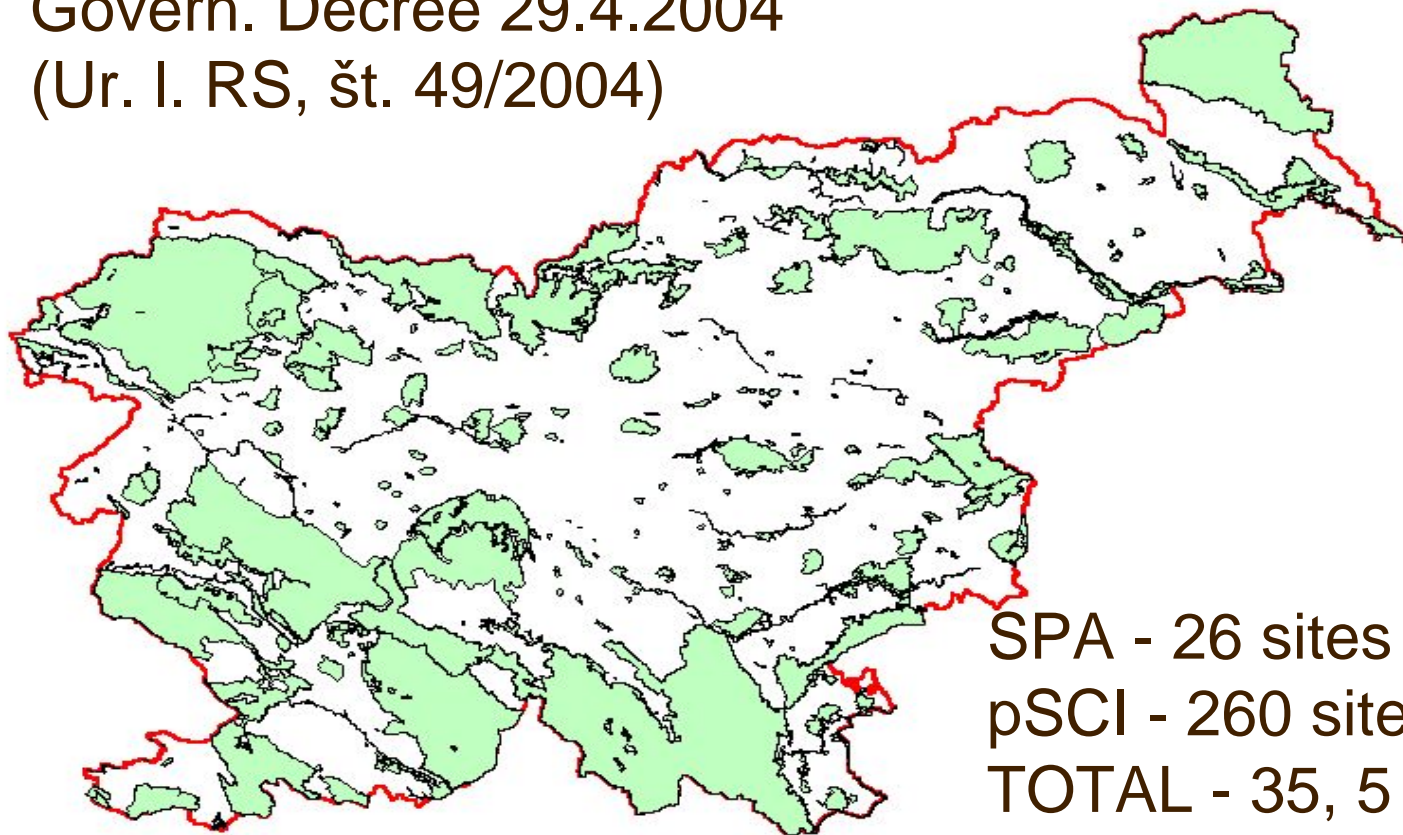 Govern. Decree 29.4.2004
(Ur. l. RS, št. 49/2004)
SPA - 26 sites
pSCI - 260 site
TOTAL - 35, 5